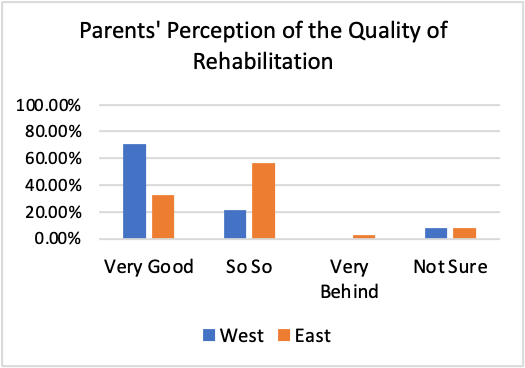 Parents' Perception of the Quality of
Rehabilitation
100.00%
80.00%
60.00%
40.00%
20.00%
0.00%
Very Good
So So
Very
Behind
Not Sure
West
East